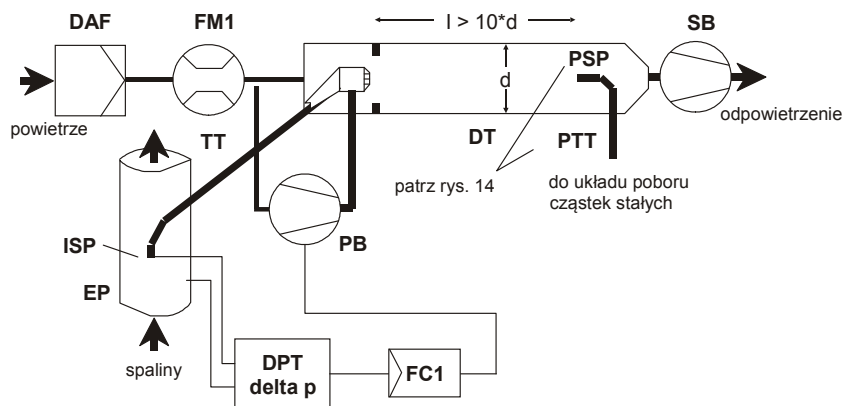 DAF
FM1
l > 10*d
SB
PSP
d
powietrze
odpowietrzenie
TT
DT
PTT
patrz rys. 14
do układu poboru
cząstek stałych
ISP
PB
EP
spaliny
DPT
delta p
FC1